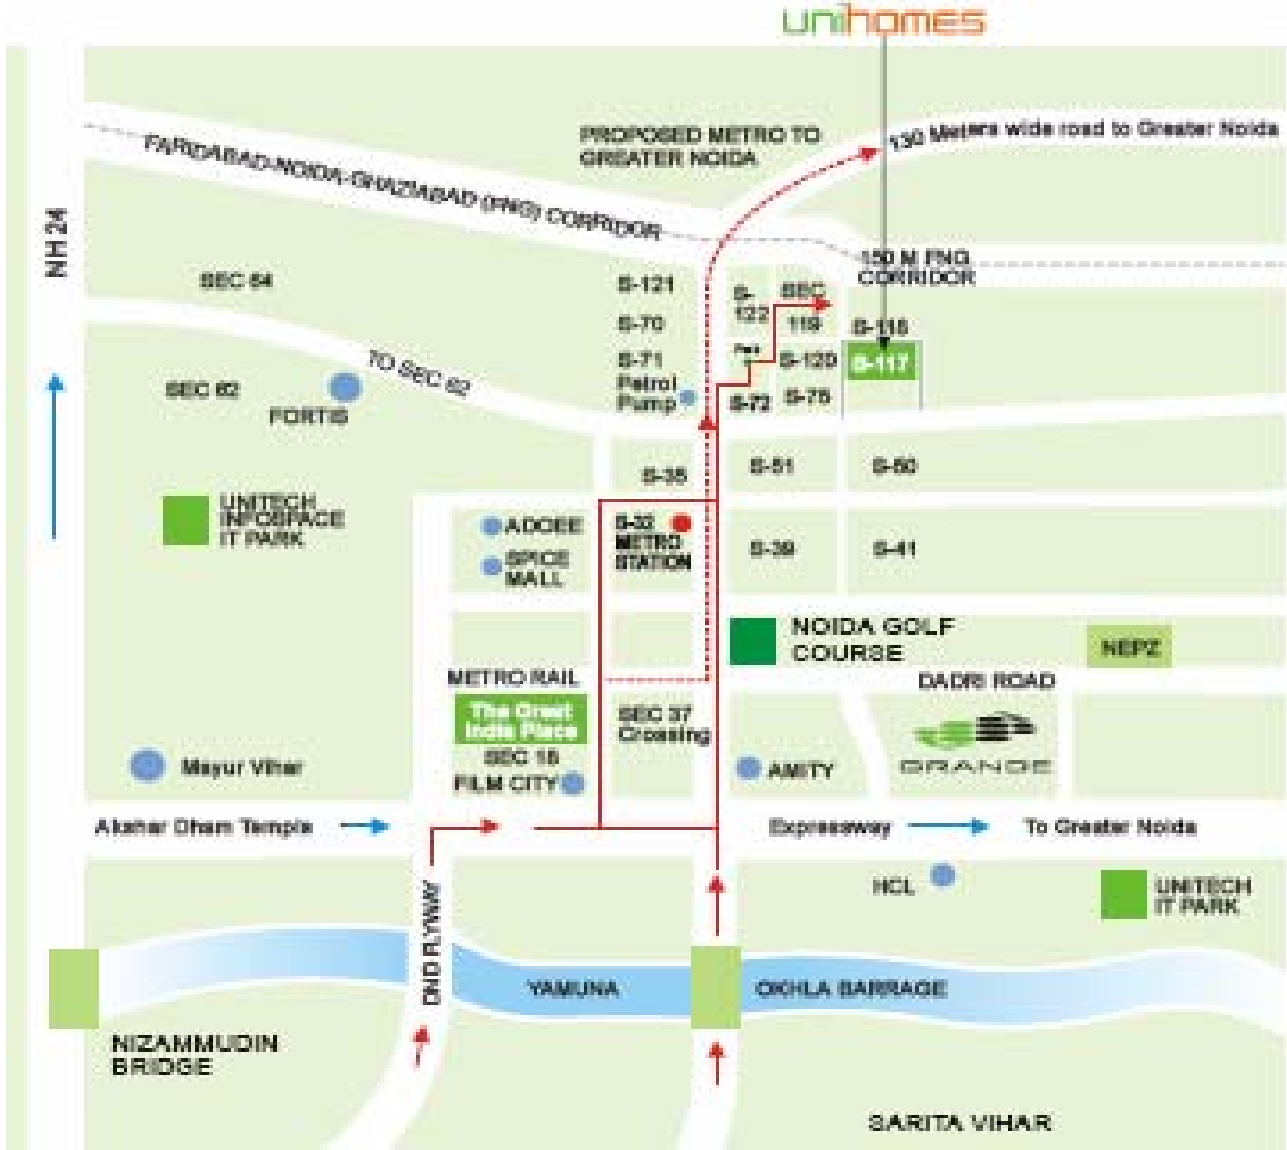 unihomes
130 Meters wide road to Greater Noida
PROPOSED METRO TO
GREATER NOIDA
FARIDABAD-NOIDA-GHAZIABAD (FNG) CORRIDOR
NH 24
150 M FNG
CORRIDOR
SEC 64
S-121
S-
122
SEC
119
S-70
S-118
S-71
S-120
S-117
TO SEC 62
SEC 62
FORTIS
Petrol
Pump
S-72
S-76
S-35
S-51
S-50
UNITECH
INFOSPACE
IT PARK
ADOEE
SPICE
MALL
S-32
METRO
STATION
S-39
S-41
NOIDA GOLF
COURSE
NEPZ
METRO RAIL
DADRI ROAD
The Great
India Place
SEC 18
FILM CITY
SEC 37
Crossing
GRANDE
AMITY
Mayur Vihar
Akshar Dham Temple
Expressway
To Greater Noida
HCL
UNITECH
IT PARK
DND FLYWAY
YAMUNA
OKHLA BARRAGE
NIZAMMUDIN
BRIDGE
SARITA VIHAR